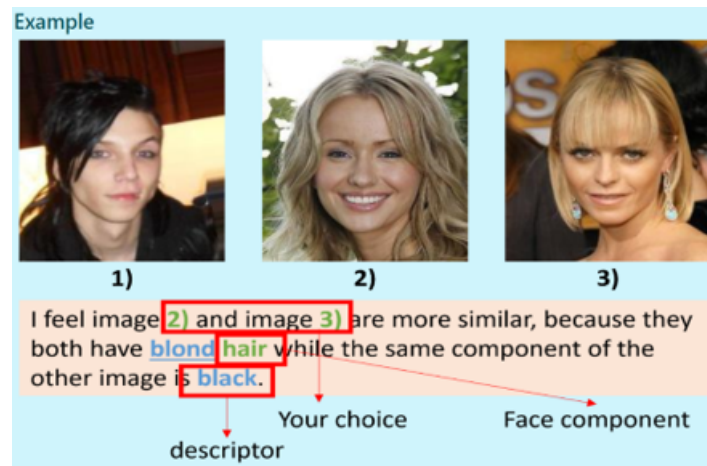 Example
1) 2) 3)
I feel image 2) and image 3) are more similar, because they
both have blond hair while the same component of the
other image is black.
Your choice Face component
descriptor